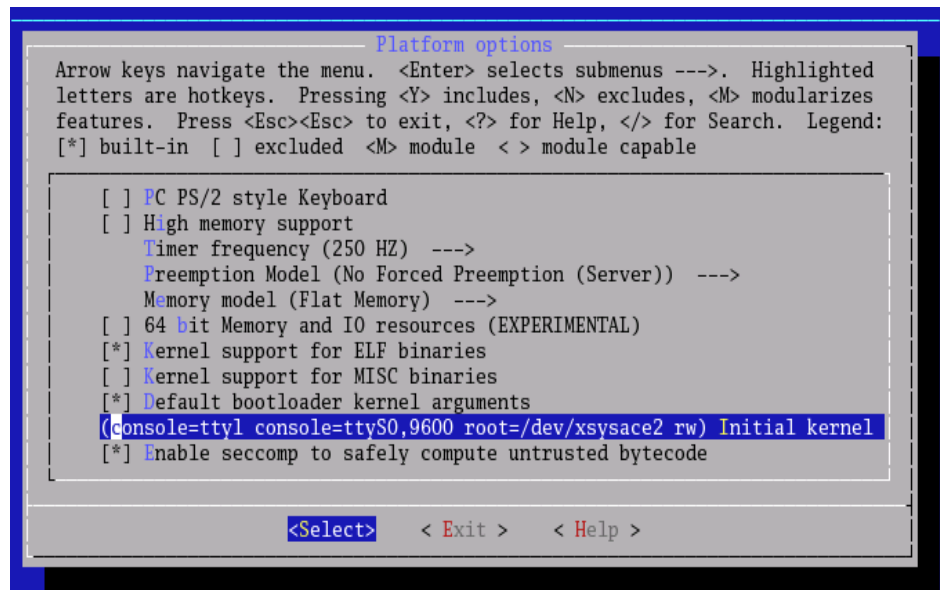 Platform options
Arrow keys navigate the menu. <Enter> selects submenus --->. Highlighted
letters are hotkeys. Pressing <Y> includes, <N> excludes, <M> modularizes
features. Press <Esc><Esc> to exit, <?> for Help, </> for Search. Legend:
[*] built-in [ ] excluded <M> module < > module capable
[ ] PC PS/2 style Keyboard
[ ] High memory support
Timer frequency (250 HZ) --->
Preemption Model (No Forced Preemption (Server)) --->
Memory model (Flat Memory) --->
[ ] 64 bit Memory and IO resources (EXPERIMENTAL)
[*] Kernel support for ELF binaries
[ ] Kernel support for MISC binaries
[*] Default bootloader kernel arguments
(console=ttyl console=ttyS0,9600 root=/dev/xsysace2 rw) Initial kernel
[*] Enable seccomp to safely compute untrusted bytecode
<Select> < Exit > < Help >